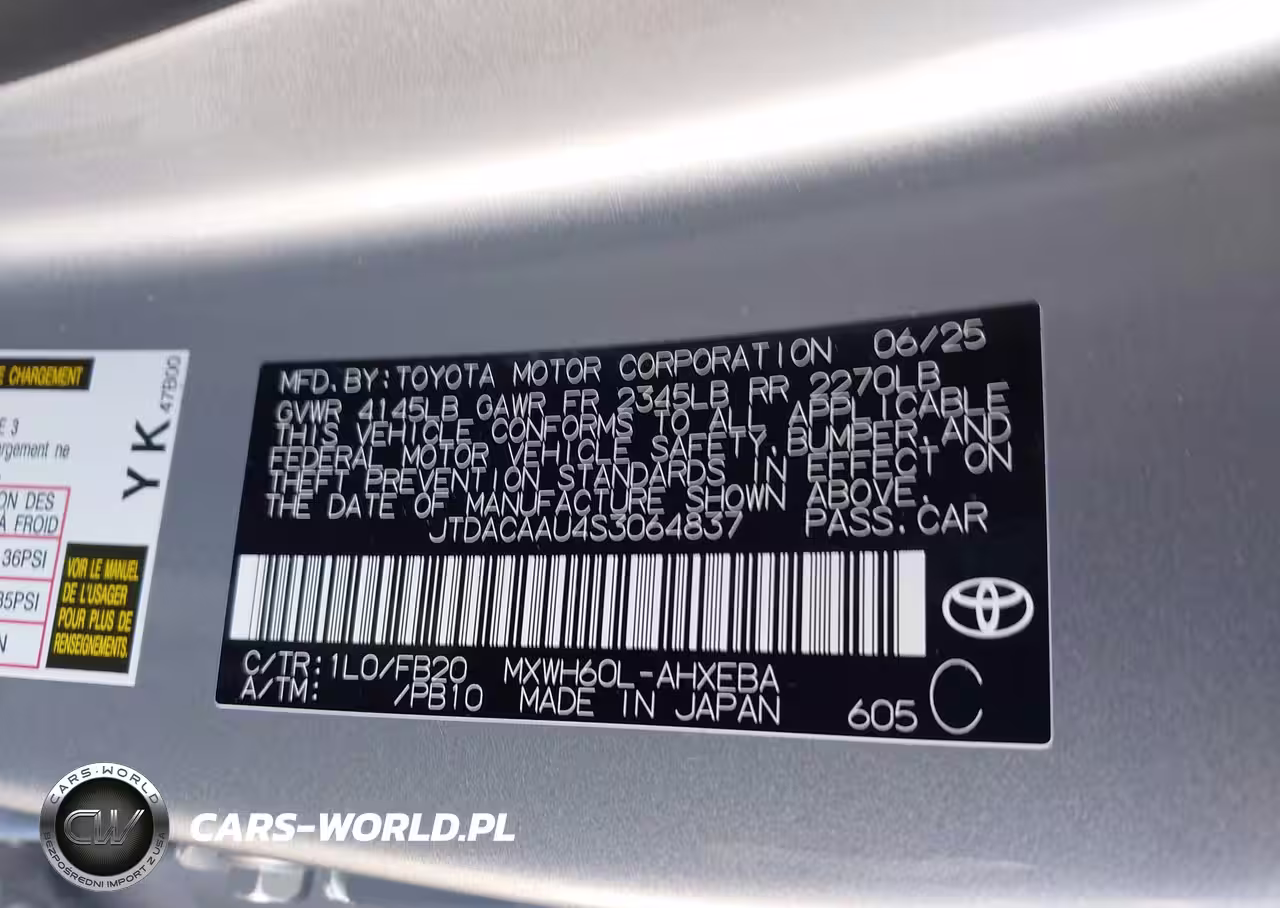 E CHARGEMENT
47B00
YK
E 3
argement ne
ON DES
À FROID
36PSI
35PSI
N
VOIR LE MANUEL
DE L'USAGER
POUR PLUS DE
RENSEIGNEMENTS.
MFD.BY:TOYOTA MOTOR CORPORATION 06/25
GVWR 4145LB GAWR FR 2345LB RR 2270LB
THIS VEHICLE CONFORMS TO ALL APPLICABLE
FEDERAL MOTOR VEHICLE SAFETY,BUMPER,AND
THEFT PREVENTION STANDARDS IN EFFECT ON
THE DATE OF MANUFACTURE SHOWN ABOVE.
JTDACAAU4S3064837 PASS.CAR
C/TR:1L0/FB20 MXWH60L-AHXEBA
A/TM: /PB10 MADE IN JAPAN 605 C
CARS-WORLD
CW
BEZPOŚREDNI IMPORT Z USA
CARS-WORLD.PL